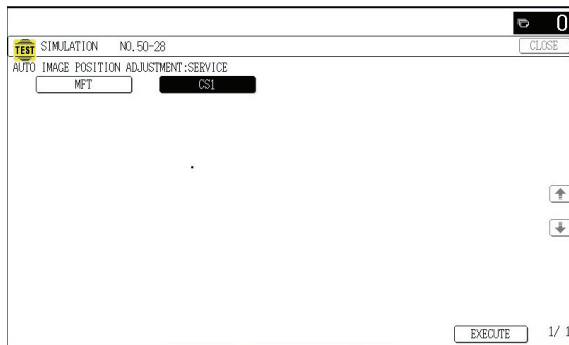 0
TEST SIMULATION NO.50-28 CLOSE
AUTO IMAGE POSITION ADJUSTMENT:SERVICE
MFT CS1
EXECUTE 1/ 1